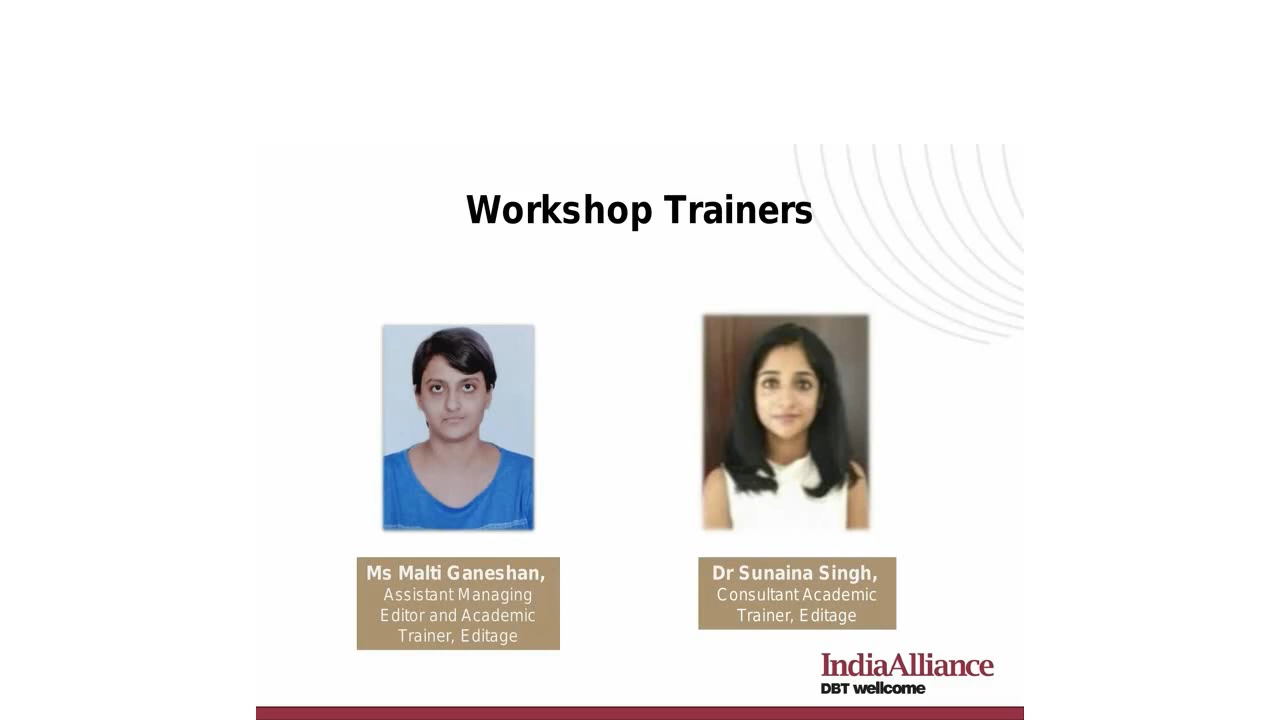 Workshop Trainers
Ms Malti Ganeshan,
Assistant Managing
Editor and Academic
Trainer, Editage
Dr Sunaina Singh,
Consultant Academic
Trainer, Editage
IndiaAlliance
DBT wellcome